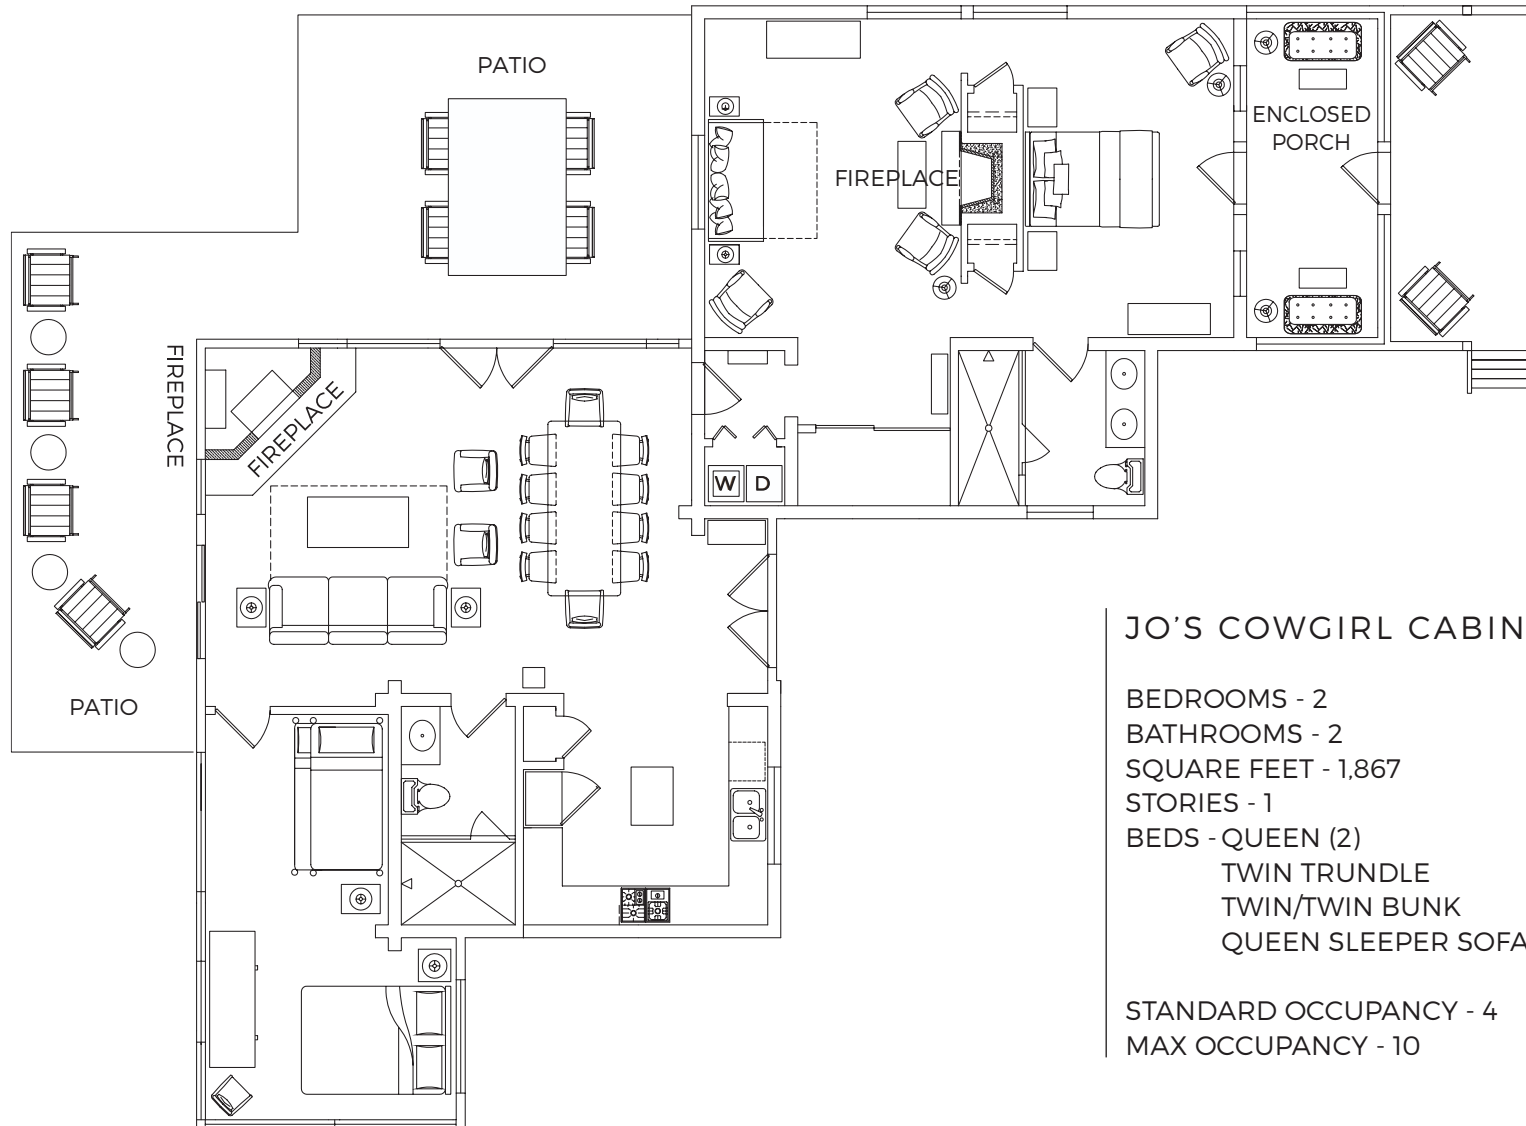 PATIO
ENCLOSED
PORCH
FIREPLACE
FIREPLACE
FIREPLACE
W D
PATIO
JO'S COWGIRL CABIN
BEDROOMS - 2
BATHROOMS - 2
SQUARE FEET - 1,867
STORIES - 1
BEDS - QUEEN (2)
TWIN TRUNDLE
TWIN/TWIN BUNK
QUEEN SLEEPER SOFA
STANDARD OCCUPANCY - 4
MAX OCCUPANCY - 10